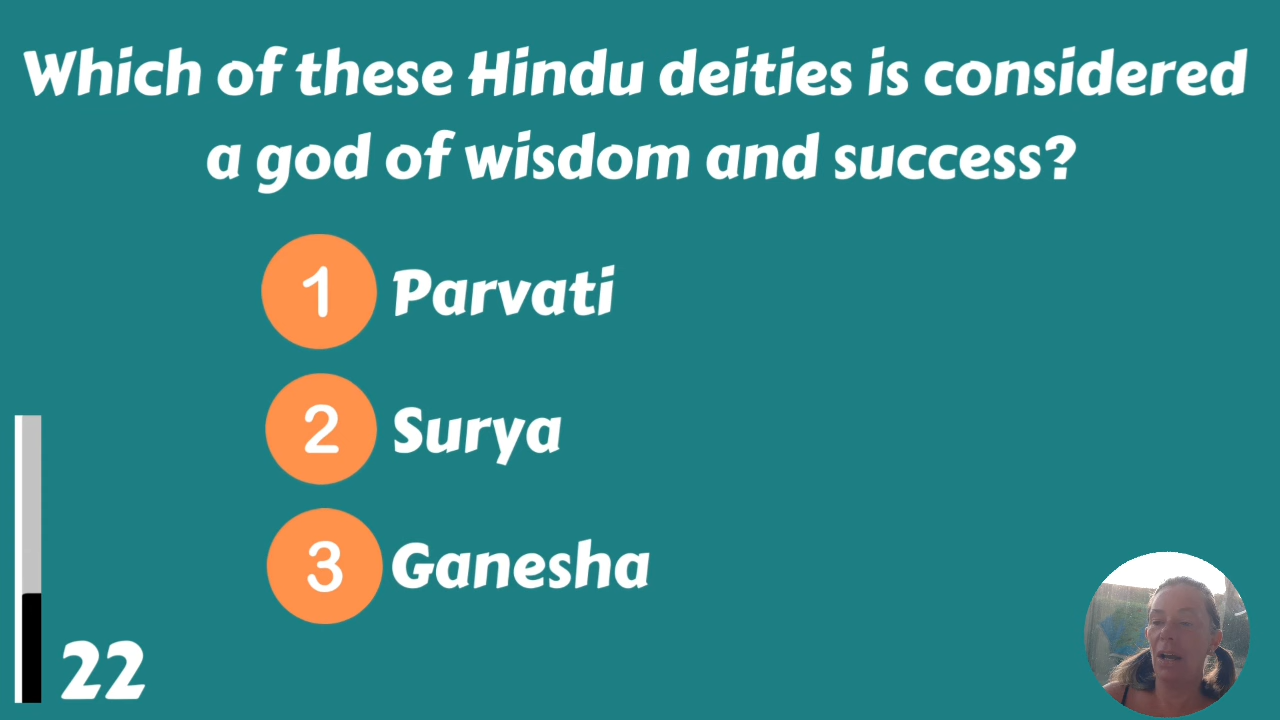 Which of these Hindu deities is considered
a god of wisdom and success?
1 Parvati
2 Surya
3 Ganesha
22